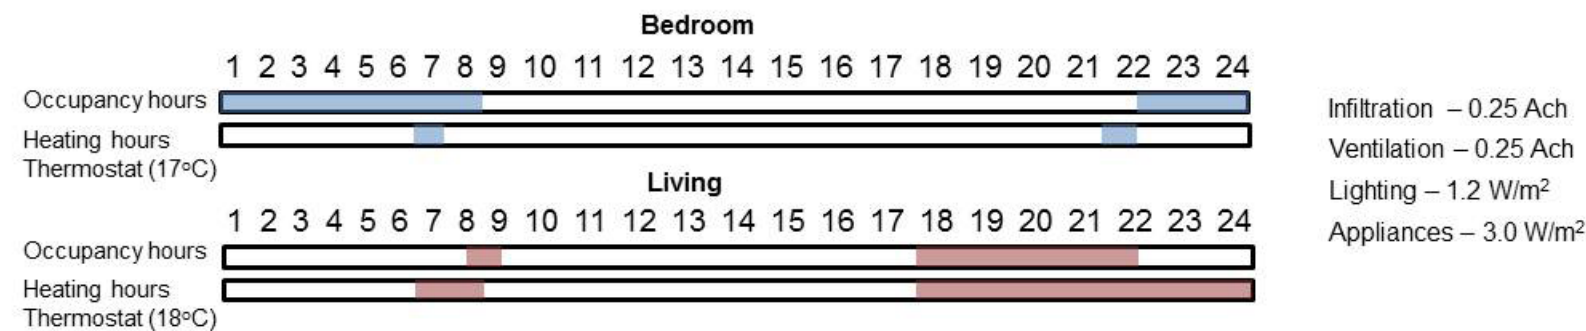 Bedroom
1 2 3 4 5 6 7 8 9 10 11 12 13 14 15 16 17 18 19 20 21 22 23 24
Occupancy hours
Heating hours
Thermostat (17°C)
Living
1 2 3 4 5 6 7 8 9 10 11 12 13 14 15 16 17 18 19 20 21 22 23 24
Occupancy hours
Heating hours
Thermostat (18°C)
Infiltration – 0.25 Ach
Ventilation – 0.25 Ach
Lighting – 1.2 W/m²
Appliances – 3.0 W/m²